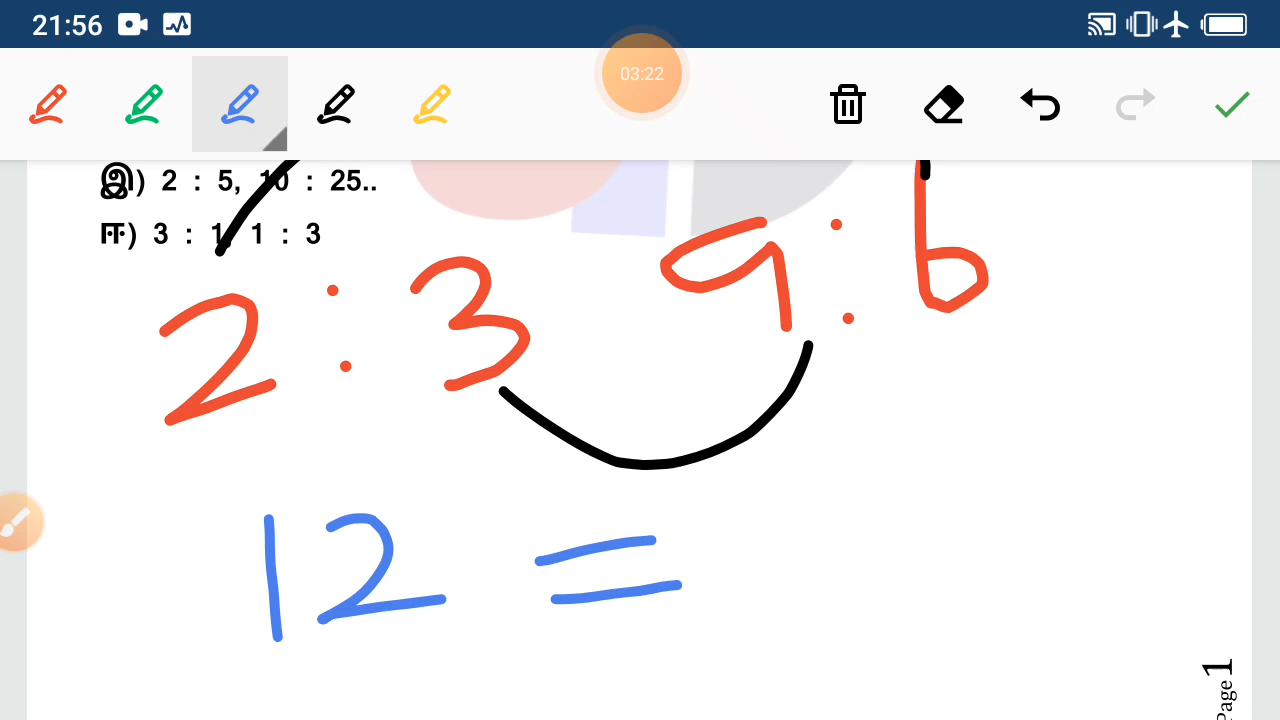 21:56
03:22
இ) 2 : 5, 10 : 25..
ஈ) 3 : 1, 1 : 3
2 : 3 9 : 6
12 =
Page 1